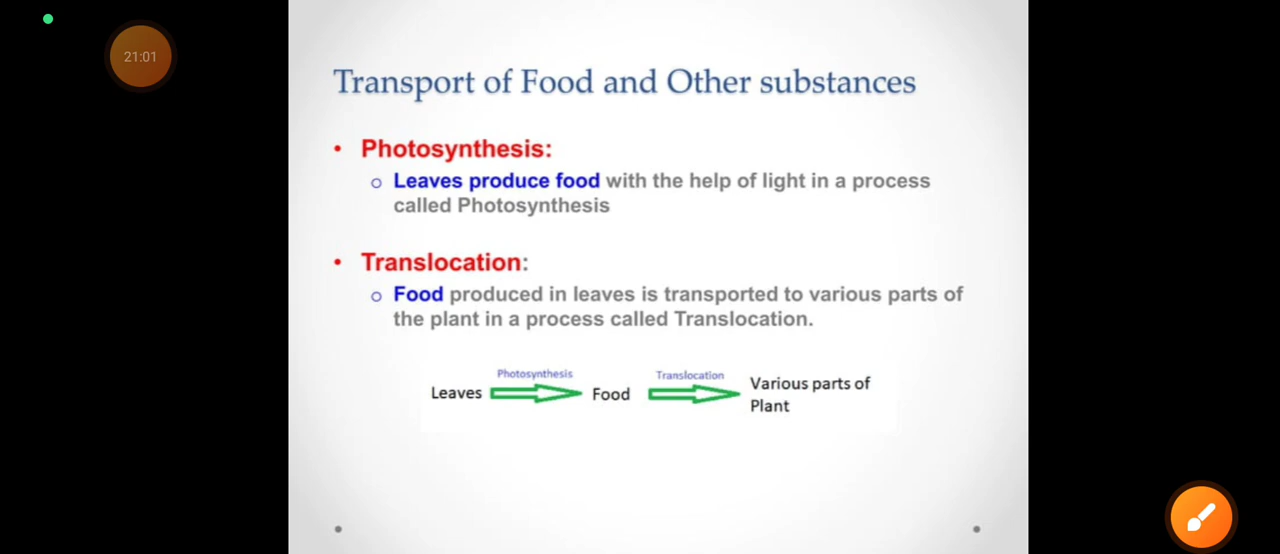 21:01
Transport of Food and Other substances
• Photosynthesis:
o Leaves produce food with the help of light in a process
called Photosynthesis
• Translocation:
o Food produced in leaves is transported to various parts of
the plant in a process called Translocation.
Photosynthesis
Translocation
Leaves
Food
Various parts of
Plant